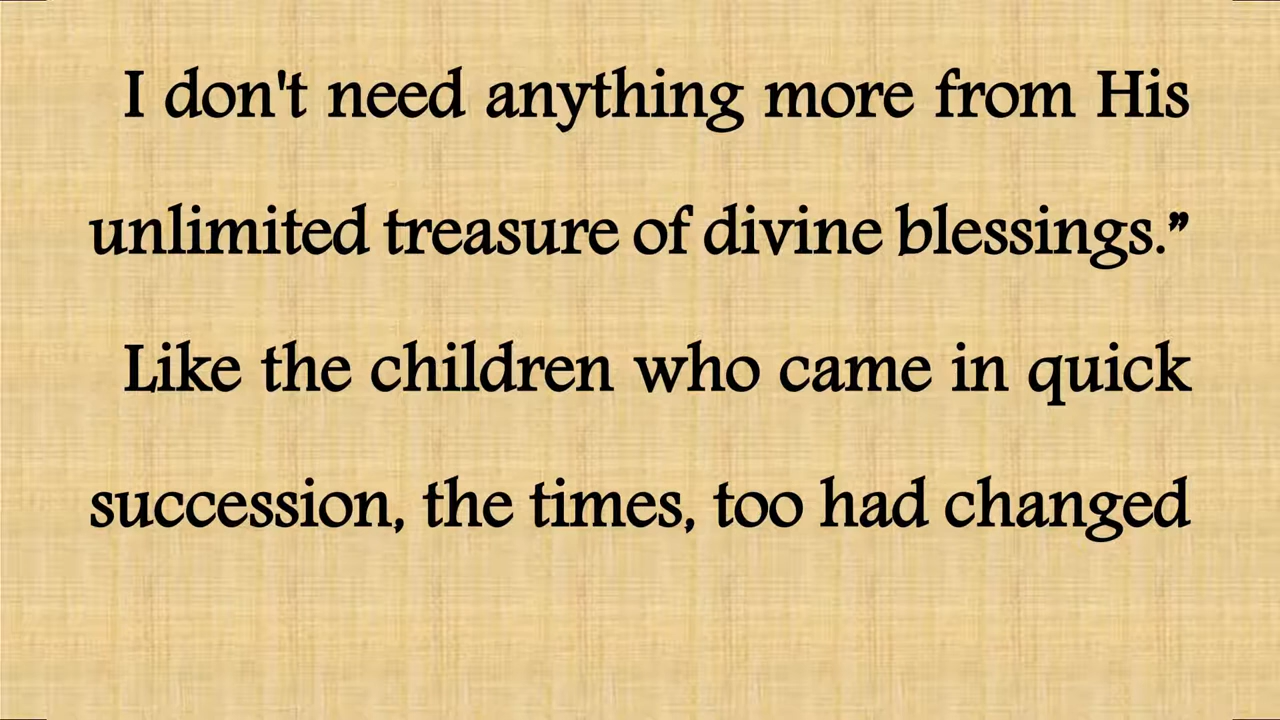 I don't need anything more from His
unlimited treasure of divine blessings.”
Like the children who came in quick
succession, the times, too had changed